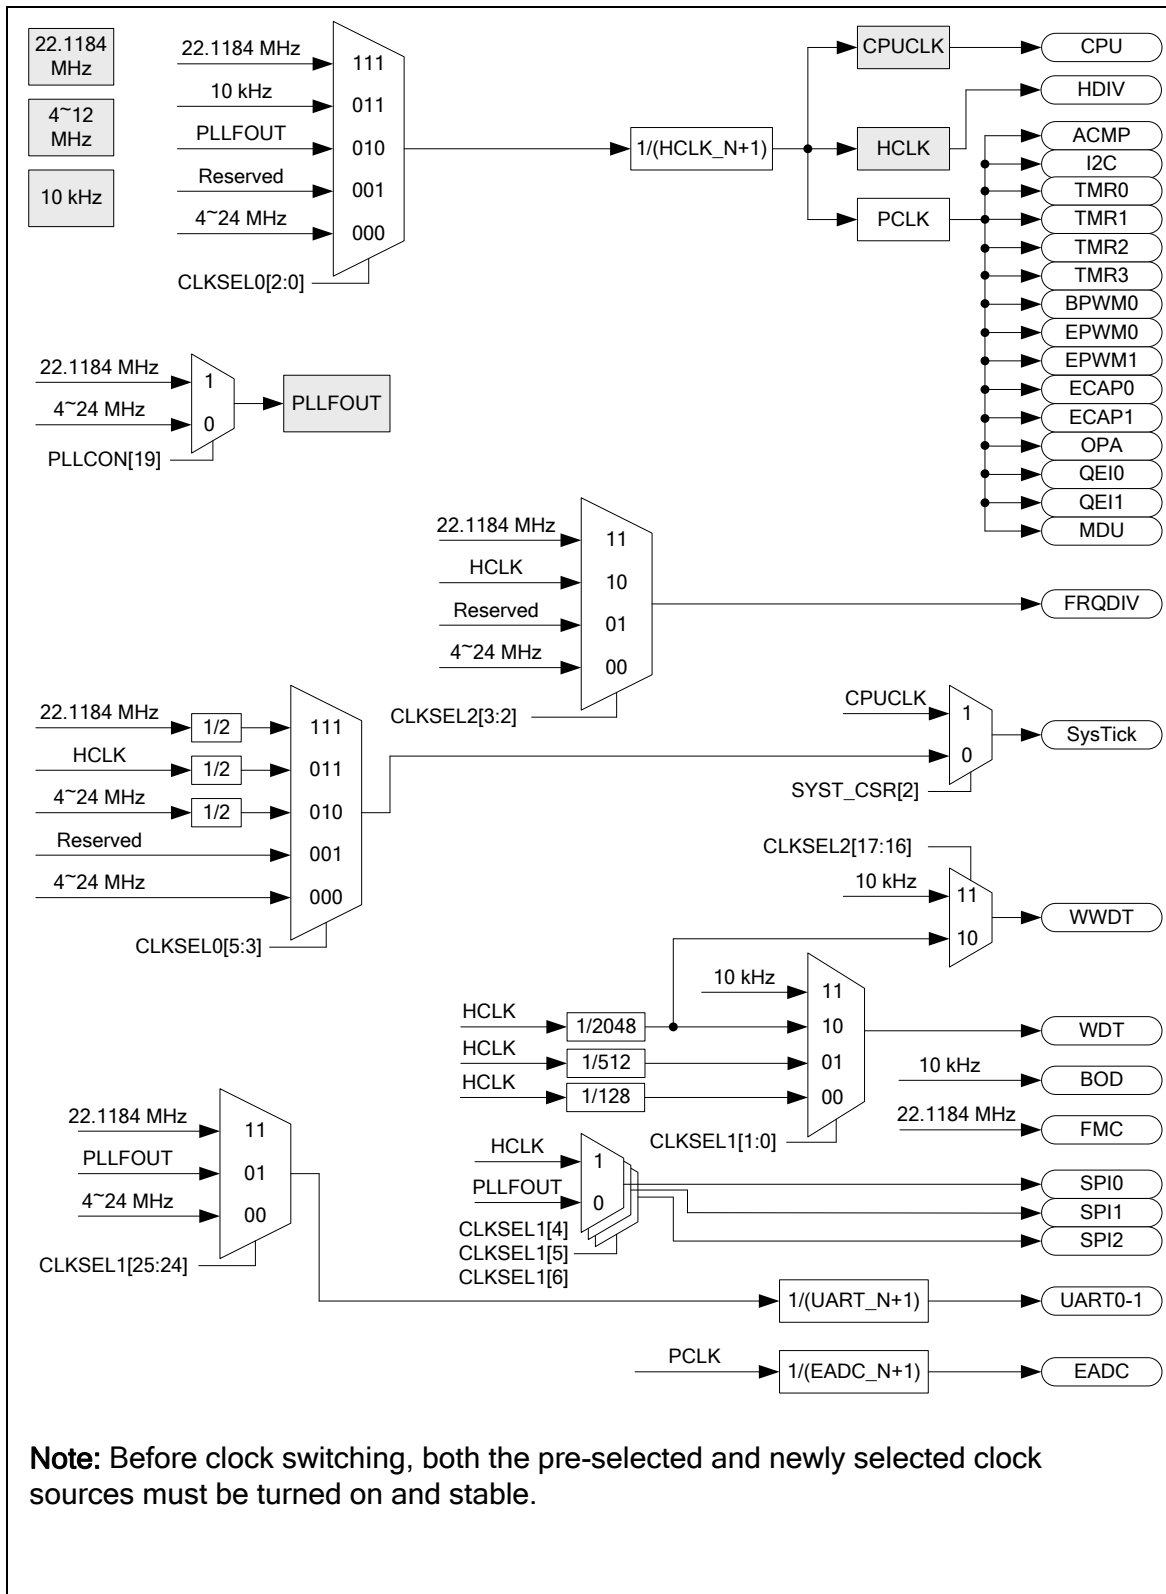 22.1184
MHz
4~12
MHz
10 kHz
22.1184 MHz
10 kHz
PLLFOUT
Reserved
4~24 MHz
111
011
010
001
000
CLKSEL0[2:0]
1/(HCLK_N+1)
CPUCLK
HCLK
PCLK
CPU
HDIV
ACMP
I2C
TMR0
TMR1
TMR2
TMR3
BPWM0
EPWM0
EPWM1
ECAP0
ECAP1
OPA
QEI0
QEI1
MDU
22.1184 MHz
4~24 MHz
1
0
PLLCON[19]
PLLFOUT
22.1184 MHz
HCLK
Reserved
4~24 MHz
11
10
01
00
CLKSEL2[3:2]
FRQDIV
22.1184 MHz
HCLK
4~24 MHz
Reserved
4~24 MHz
1/2
1/2
1/2
111
011
010
001
000
CLKSEL0[5:3]
CPUCLK
1
0
SYST_CSR[2]
SysTick
CLKSEL2[17:16]
10 kHz
11
10
WWDT
10 kHz
HCLK
HCLK
HCLK
1/2048
1/512
1/128
11
10
01
00
CLKSEL1[1:0]
WDT
10 kHz
BOD
22.1184 MHz
FMC
22.1184 MHz
PLLFOUT
4~24 MHz
11
01
00
CLKSEL1[25:24]
HCLK
PLLFOUT
1
0
CLKSEL1[4]
CLKSEL1[5]
CLKSEL1[6]
SPI0
SPI1
SPI2
1/(UART_N+1)
UART0-1
PCLK
1/(EADC_N+1)
EADC
Note: Before clock switching, both the pre-selected and newly selected clock
sources must be turned on and stable.